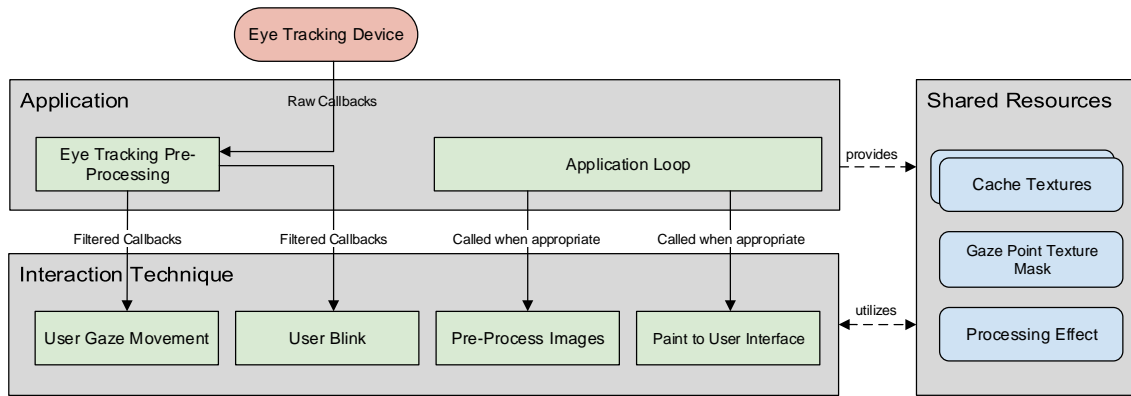 Eye Tracking Device
Application
Raw Callbacks
Shared Resources
Eye Tracking Pre-
Processing
Application Loop
provides
Cache Textures
Filtered Callbacks
Filtered Callbacks
Called when appropriate
Called when appropriate
Gaze Point Texture
Mask
Interaction Technique
utilizes
User Gaze Movement
User Blink
Pre-Process Images
Paint to User Interface
Processing Effect